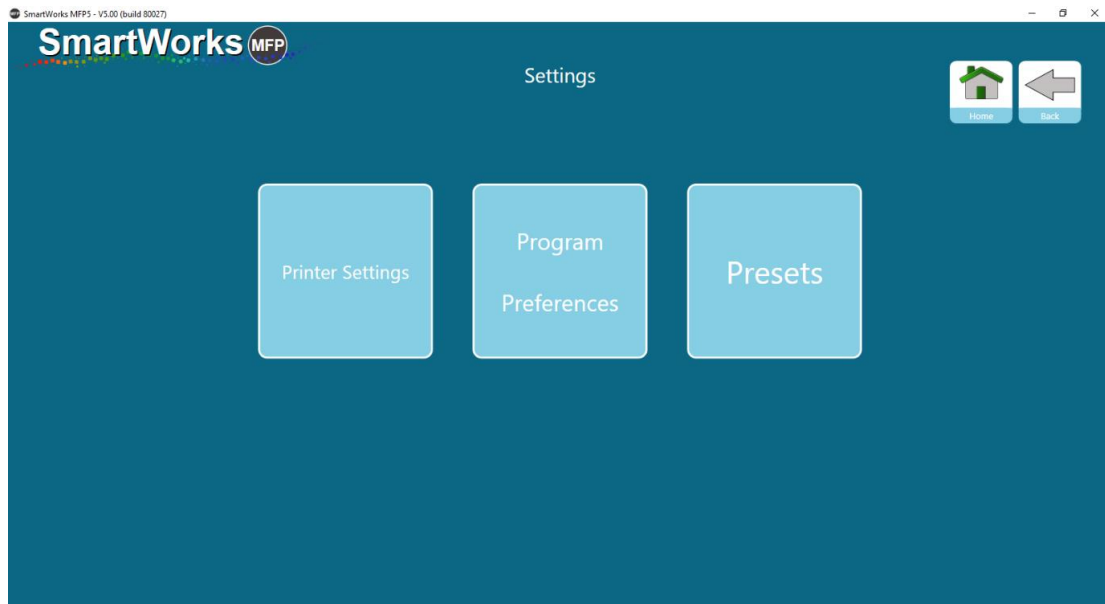 SmartWorks MFP5 - V5.00 (build 80027)
SmartWorks MFP
Settings
Home
Back
Printer Settings
Program
Preferences
Presets